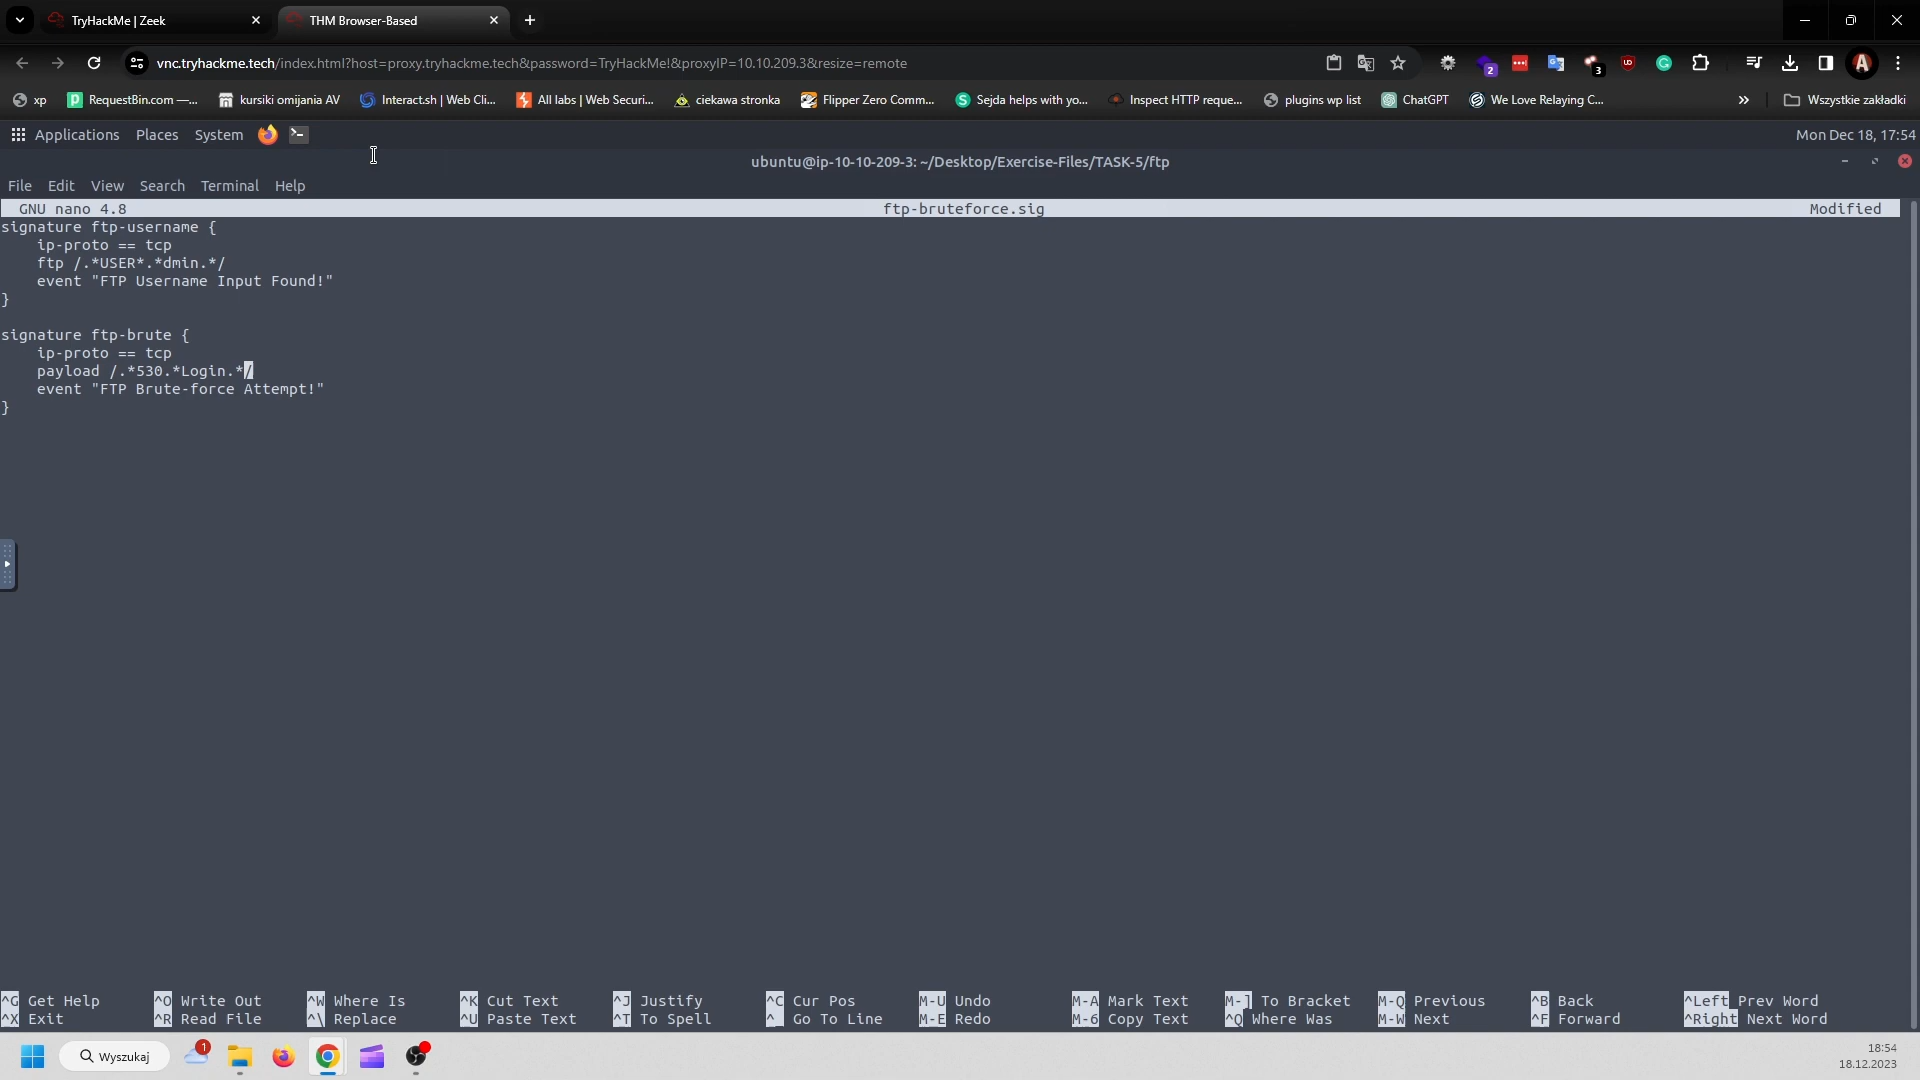 TryHackMe | Zeek
THM Browser-Based
vnc.tryhackme.tech/index.html?host=proxy.tryhackme.tech&password=TryHackMe!&proxyIP=10.10.209.3&resize=remote
2
3
A
xp
RequestBin.com —...
kursiki omijania AV
Interact.sh | Web Cli...
All labs | Web Securi...
ciekawa stronka
Flipper Zero Comm...
Sejda helps with yo...
Inspect HTTP reque...
plugins wp list
ChatGPT
We Love Relaying C...
Wszystkie zakładki
Applications Places System
Mon Dec 18, 17:54
ubuntu@ip-10-10-209-3: ~/Desktop/Exercise-Files/TASK-5/ftp
File Edit View Search Terminal Help
GNU nano 4.8 ftp-bruteforce.sig Modified
signature ftp-username {
    ip-proto == tcp
    ftp /.*USER*.*dmin.*/
    event "FTP Username Input Found!"
}
signature ftp-brute {
    ip-proto == tcp
    payload /.*530.*Login.*/
    event "FTP Brute-force Attempt!"
}
^G Get Help ^O Write Out ^W Where Is ^K Cut Text ^J Justify ^C Cur Pos M-U Undo M-A Mark Text M-] To Bracket M-Q Previous ^B Back ^Left Prev Word
^X Exit ^R Read File ^\ Replace ^U Paste Text ^T To Spell ^_ Go To Line M-E Redo M-6 Copy Text ^Q Where Was M-W Next ^F Forward ^Right Next Word
Wyszukaj
1
18:54
18.12.2023